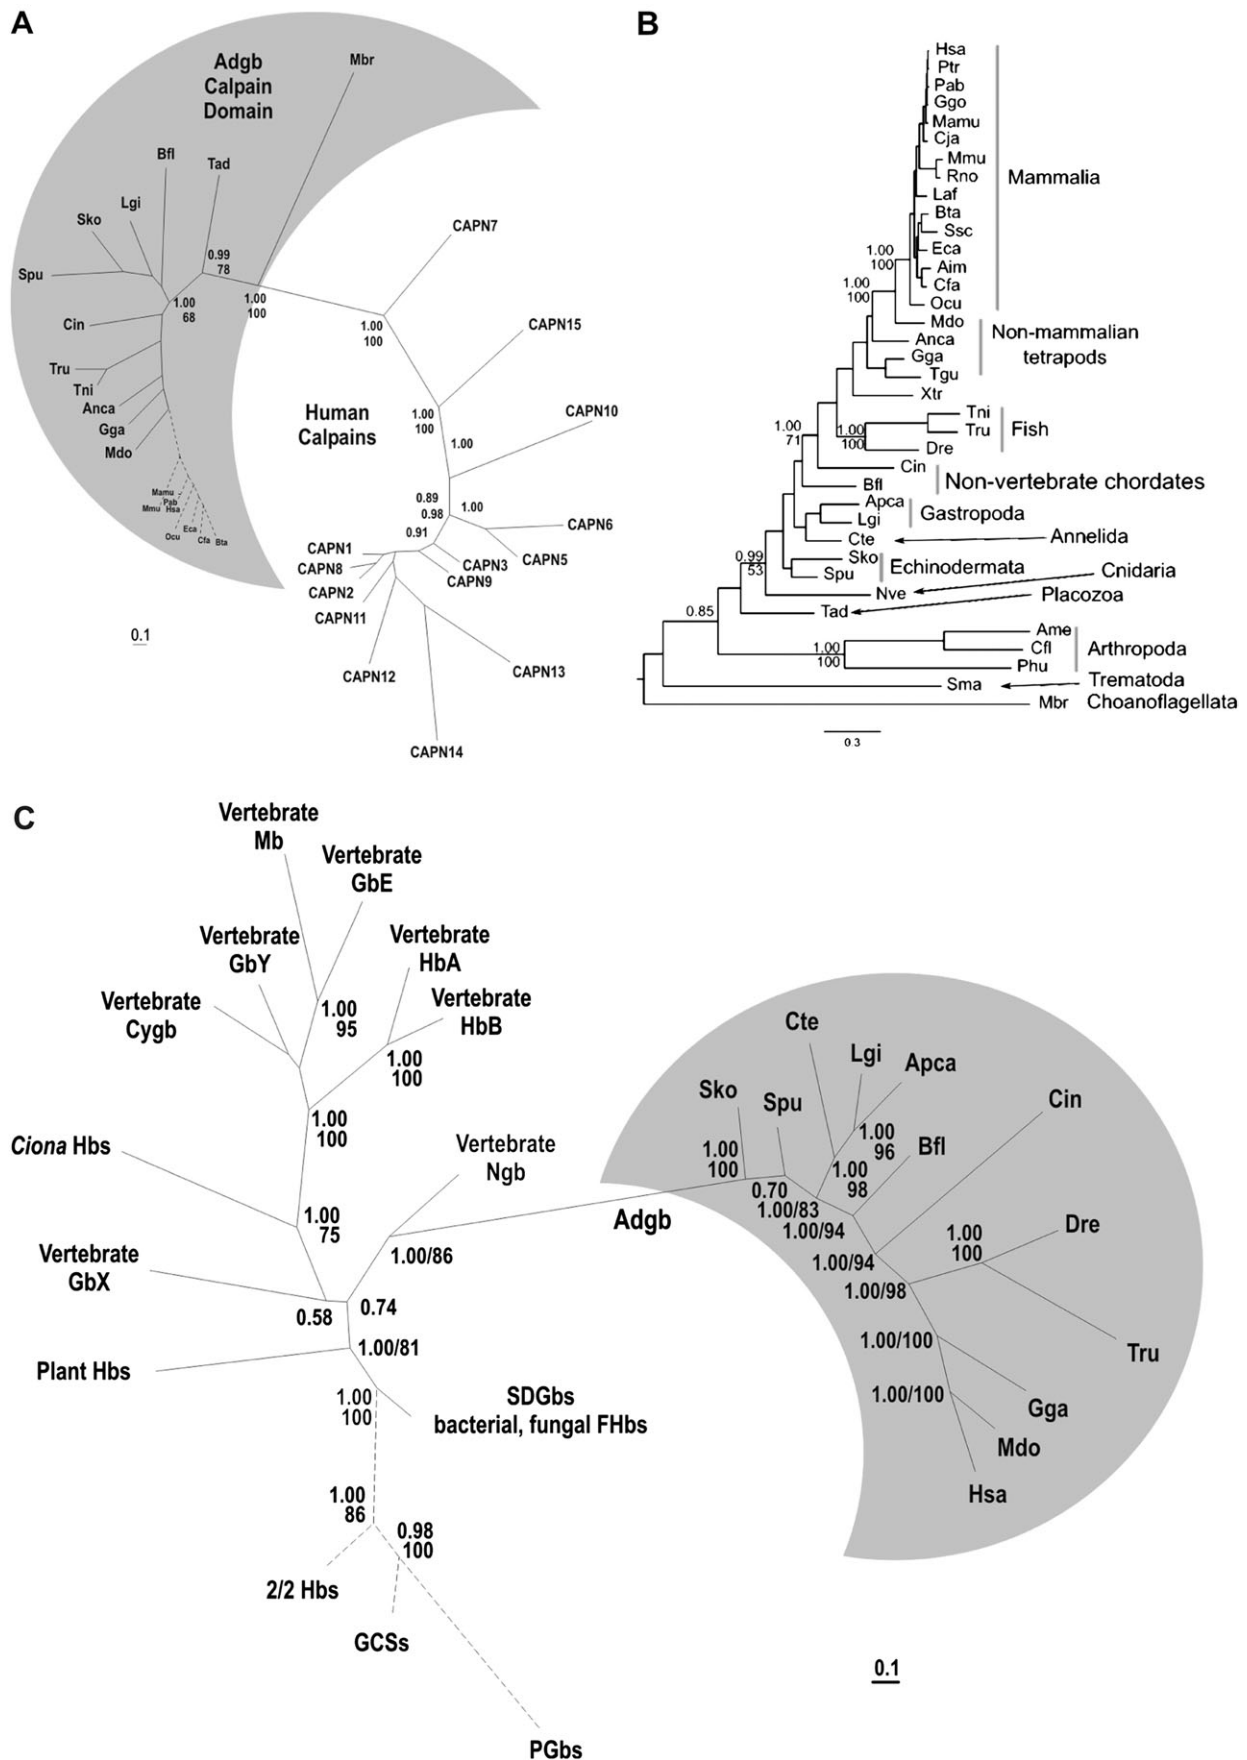 A
Adgb
Calpain
Domain
Mbr
Bfl
Tad
Lgi
Sko
Spu
0.99
78
1.00
68
1.00
100
Cin
Tru
Tni
Anca
Gga
Mdo
Mamu
Pab
Mmu
Hsa
Ocu
Eca
Cfa
Bta
0.1
CAPN7
1.00
100
CAPN15
Human
Calpains
1.00
100
1.00
CAPN10
0.89
0.98
1.00
0.91
CAPN6
CAPN5
CAPN3
CAPN9
CAPN1
CAPN8
CAPN2
CAPN11
CAPN12
CAPN13
CAPN14
B
Hsa
Ptr
Pab
Ggo
Mamu
Cja
Mmu
Rno
Mammalia
Laf
Bta
Ssc
Eca
Aim
Cfa
Ocu
1.00
100
1.00
100
Mdo
Anca
Gga
Tgu
Non-mammalian
tetrapods
Xtr
Tni
Tru
Dre
Fish
1.00
71
1.00
100
Cin
Bfl
Non-vertebrate chordates
Apca
Lgi
Gastropoda
Cte
Annelida
Sko
Spu
Echinodermata
0.99
53
Nve
Cnidaria
Tad
Placozoa
0.85
Ame
Cfl
Phu
Arthropoda
1.00
100
Sma
Trematoda
Mbr
Choanoflagellata
0.3
C
Vertebrate
Mb
Vertebrate
GbE
Vertebrate
GbY
Vertebrate
HbA
Vertebrate
Cygb
Vertebrate
HbB
1.00
95
1.00
100
1.00
100
Ciona Hbs
Vertebrate
Ngb
1.00
75
Vertebrate
GbX
1.00/86
0.58
0.74
1.00/81
Plant Hbs
1.00
100
SDGbs
bacterial, fungal FHbs
1.00
86
0.98
100
2/2 Hbs
GCSs
PGbs
Adgb
Sko
Spu
Cte
Lgi
Apca
Bfl
Cin
Dre
Tru
Gga
Mdo
Hsa
1.00
100
0.70
1.00/83
1.00/94
1.00
96
1.00
98
1.00/94
1.00/98
1.00
100
1.00/100
1.00/100
0.1